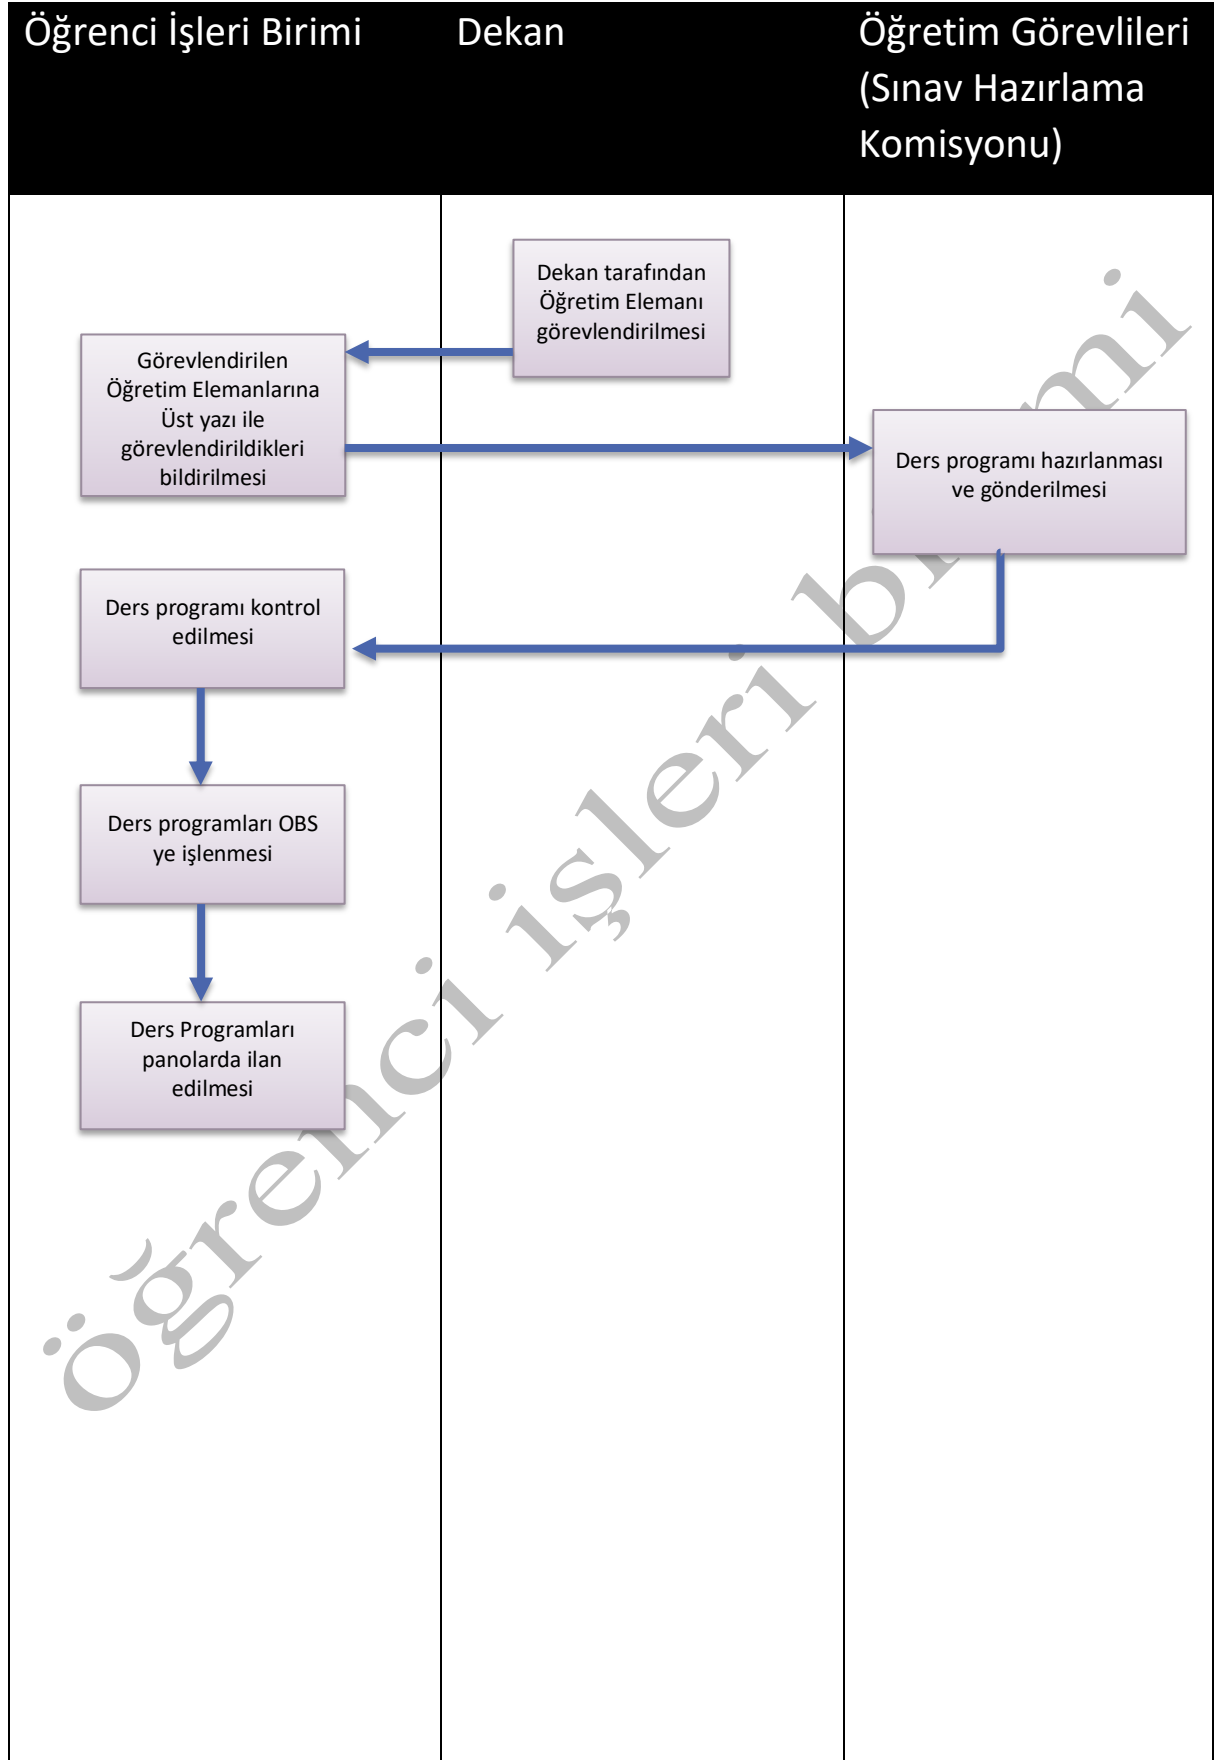 Öğrenci İşleri Birimi
Dekan
Öğretim Görevlileri
(Sınav Hazırlama
Komisyonu)
Dekan tarafından
Öğretim Elemanı
görevlendirilmesi
Görevlendirilen
Öğretim Elemanlarına
Üst yazı ile
görevlendirildikleri
bildirilmesi
Ders programı hazırlanması
ve gönderilmesi
Ders programı kontrol
edilmesi
Ders programları OBS
ye işlenmesi
Ders Programları
panolarda ilan
edilmesi
öğrenci işleri birimi